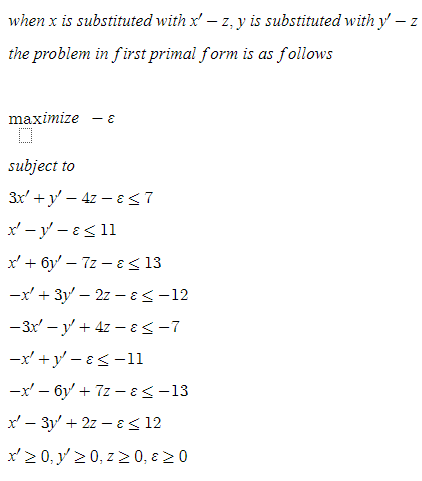 when x is substituted with x′ − z, y is substituted with y′ − z
the problem in first primal form is as follows
maximize − ε
subject to
3x′ + y′ − 4z − ε ≤ 7
x′ − y′ − ε ≤ 11
x′ + 6y′ − 7z − ε ≤ 13
−x′ + 3y′ − 2z − ε ≤ −12
−3x′ − y′ + 4z − ε ≤ −7
−x′ + y′ − ε ≤ −11
−x′ − 6y′ + 7z − ε ≤ −13
x′ − 3y′ + 2z − ε ≤ 12
x′ ≥ 0, y′ ≥ 0, z ≥ 0, ε ≥ 0